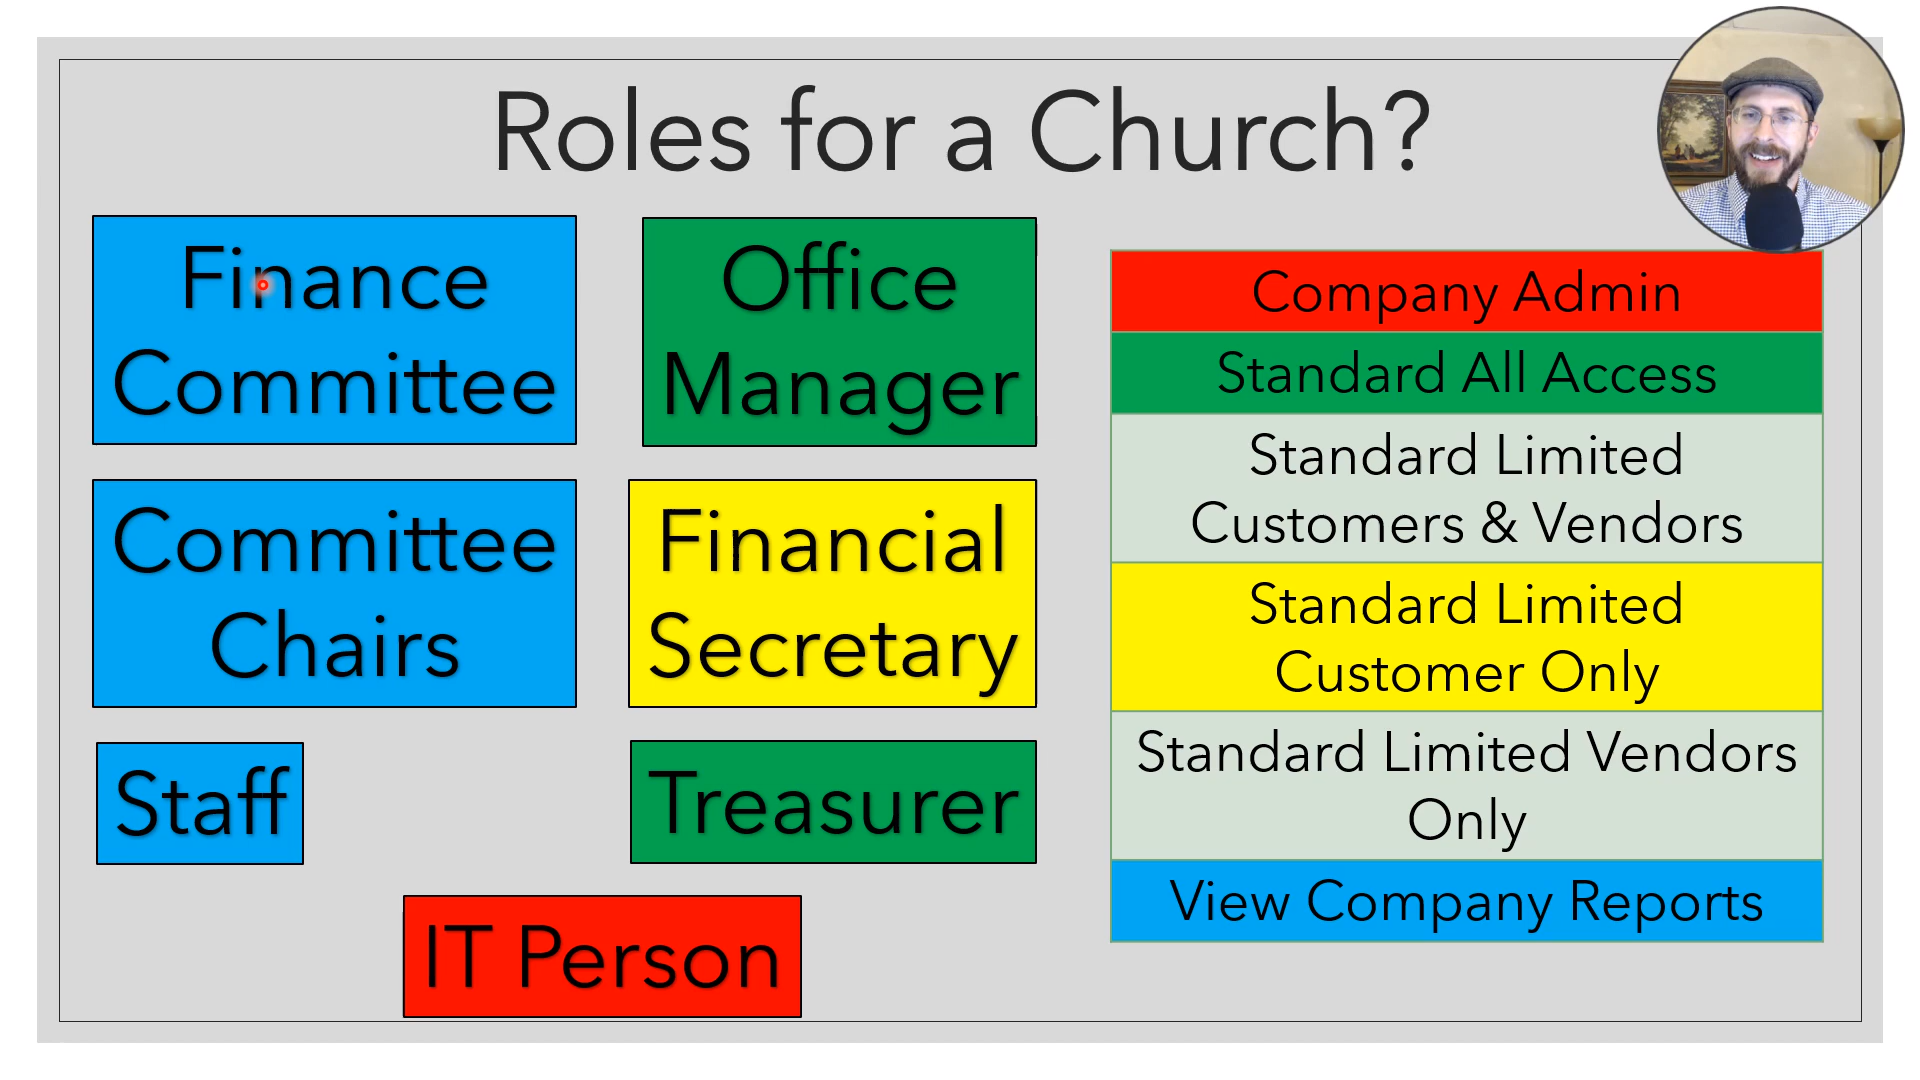 Roles for a Church?
Finance
Committee
Office
Manager
Committee
Chairs
Financial
Secretary
Staff
Treasurer
IT Person
Company Admin
Standard All Access
Standard Limited
Customers & Vendors
Standard Limited
Customer Only
Standard Limited Vendors
Only
View Company Reports